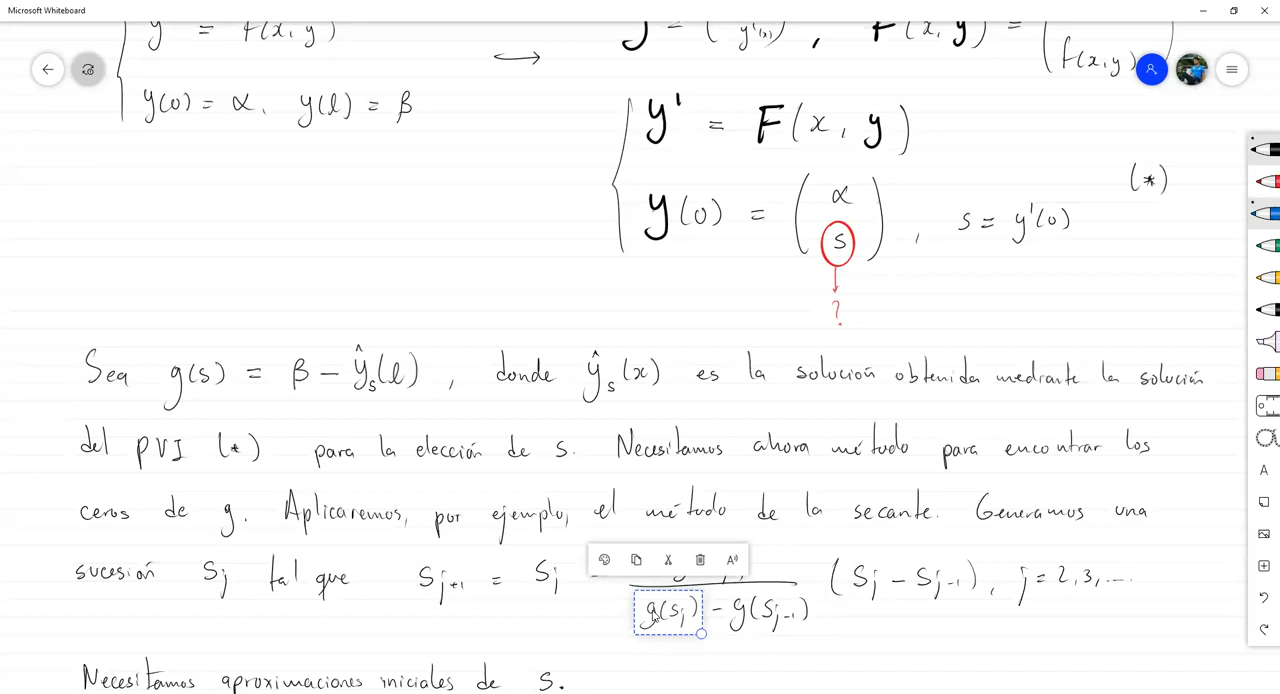 Microsoft Whiteboard
y = f(x, y)
y(0) = α, y(l) = β
⟷
y = ( y'(x) ) , F(x, y) = ( f(x, y) )
y' = F(x, y)
y(0) = ( α s ) , s = y'(0)
(*)
?
Sea g(s) = β − ŷₛ(l) , donde ŷₛ(x) es la solución obtenida mediante la solución
del PVI (*) para la elección de s. Necesitamos ahora método para encontrar los
ceros de g. Aplicaremos, por ejemplo, el método de la secante. Generamos una
sucesión Sj tal que Sj+1 = Sj − / g(Sj) − g(Sj−1) (Sj − Sj−1), j = 2, 3, ...
Necesitamos aproximaciones iniciales de s.